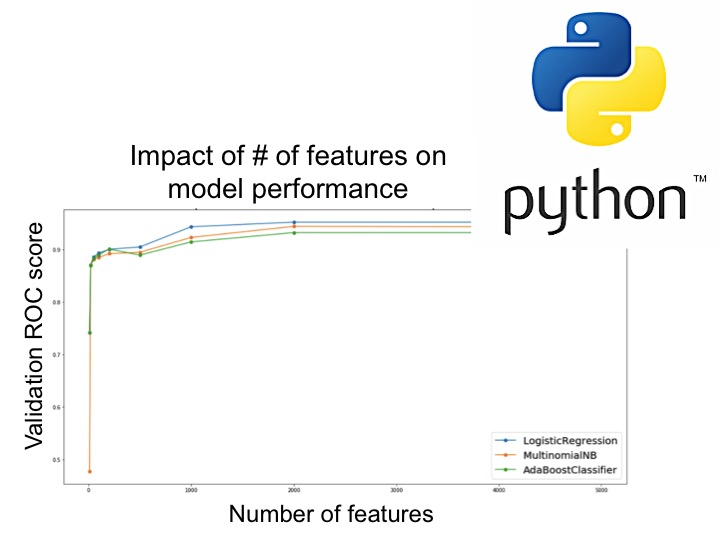 python™
Impact of # of features on
model performance
Validation ROC score
0.9
0.8
0.7
0.6
0.5
LogisticRegression
MultinomialNB
AdaBoostClassifier
0 1000 2000 3000 4000 5000
Number of features